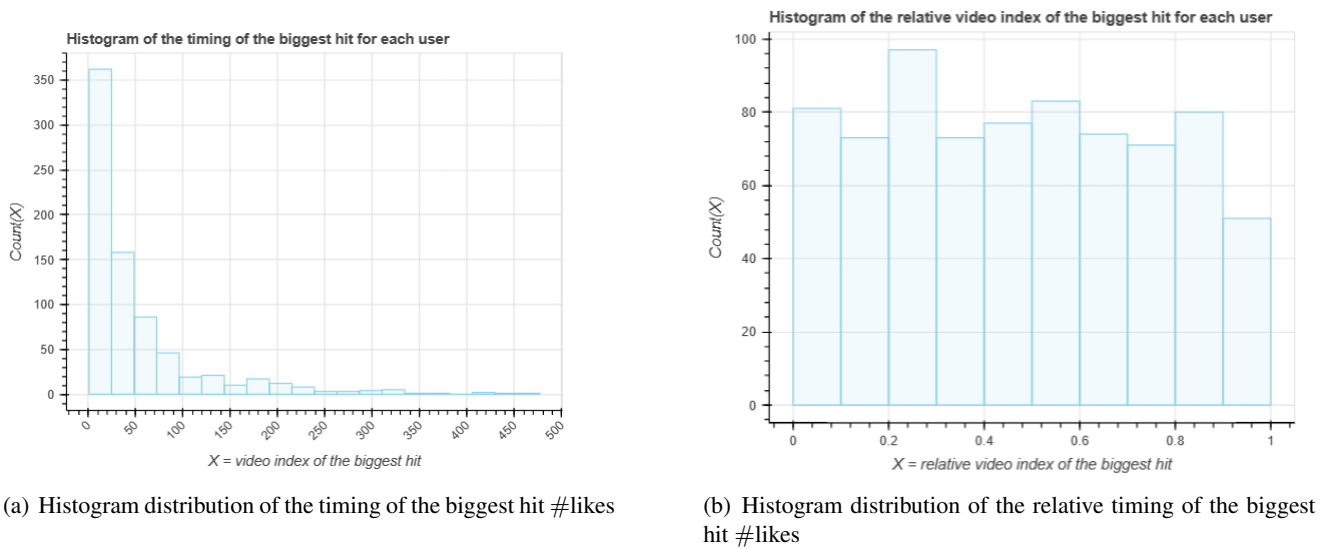 Histogram of the timing of the biggest hit for each user
350
300
250
200
150
100
50
0
Count(X)
0 50 100 150 200 250 300 350 400 450 500
X = video index of the biggest hit
(a) Histogram distribution of the timing of the biggest hit #likes
Histogram of the relative video index of the biggest hit for each user
100
80
60
40
20
0
Count(X)
0 0.2 0.4 0.6 0.8 1
X = relative video index of the biggest hit
(b) Histogram distribution of the relative timing of the biggest
hit #likes